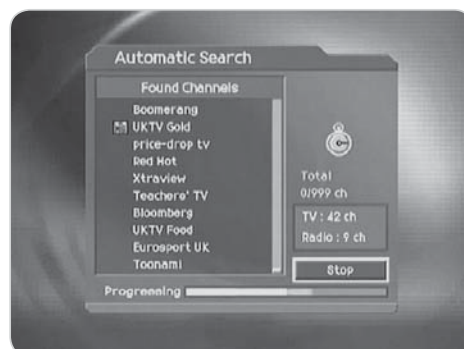 Automatic Search
Found Channels
Boomerang
UKTV Gold
price-drop tv
Red Hot
Xtraview
Teachers' TV
Bloomberg
UKTV Food
Eurosport UK
Toonami
Total
0/999 ch
TV : 42 ch
Radio : 9 ch
Stop
Progressing